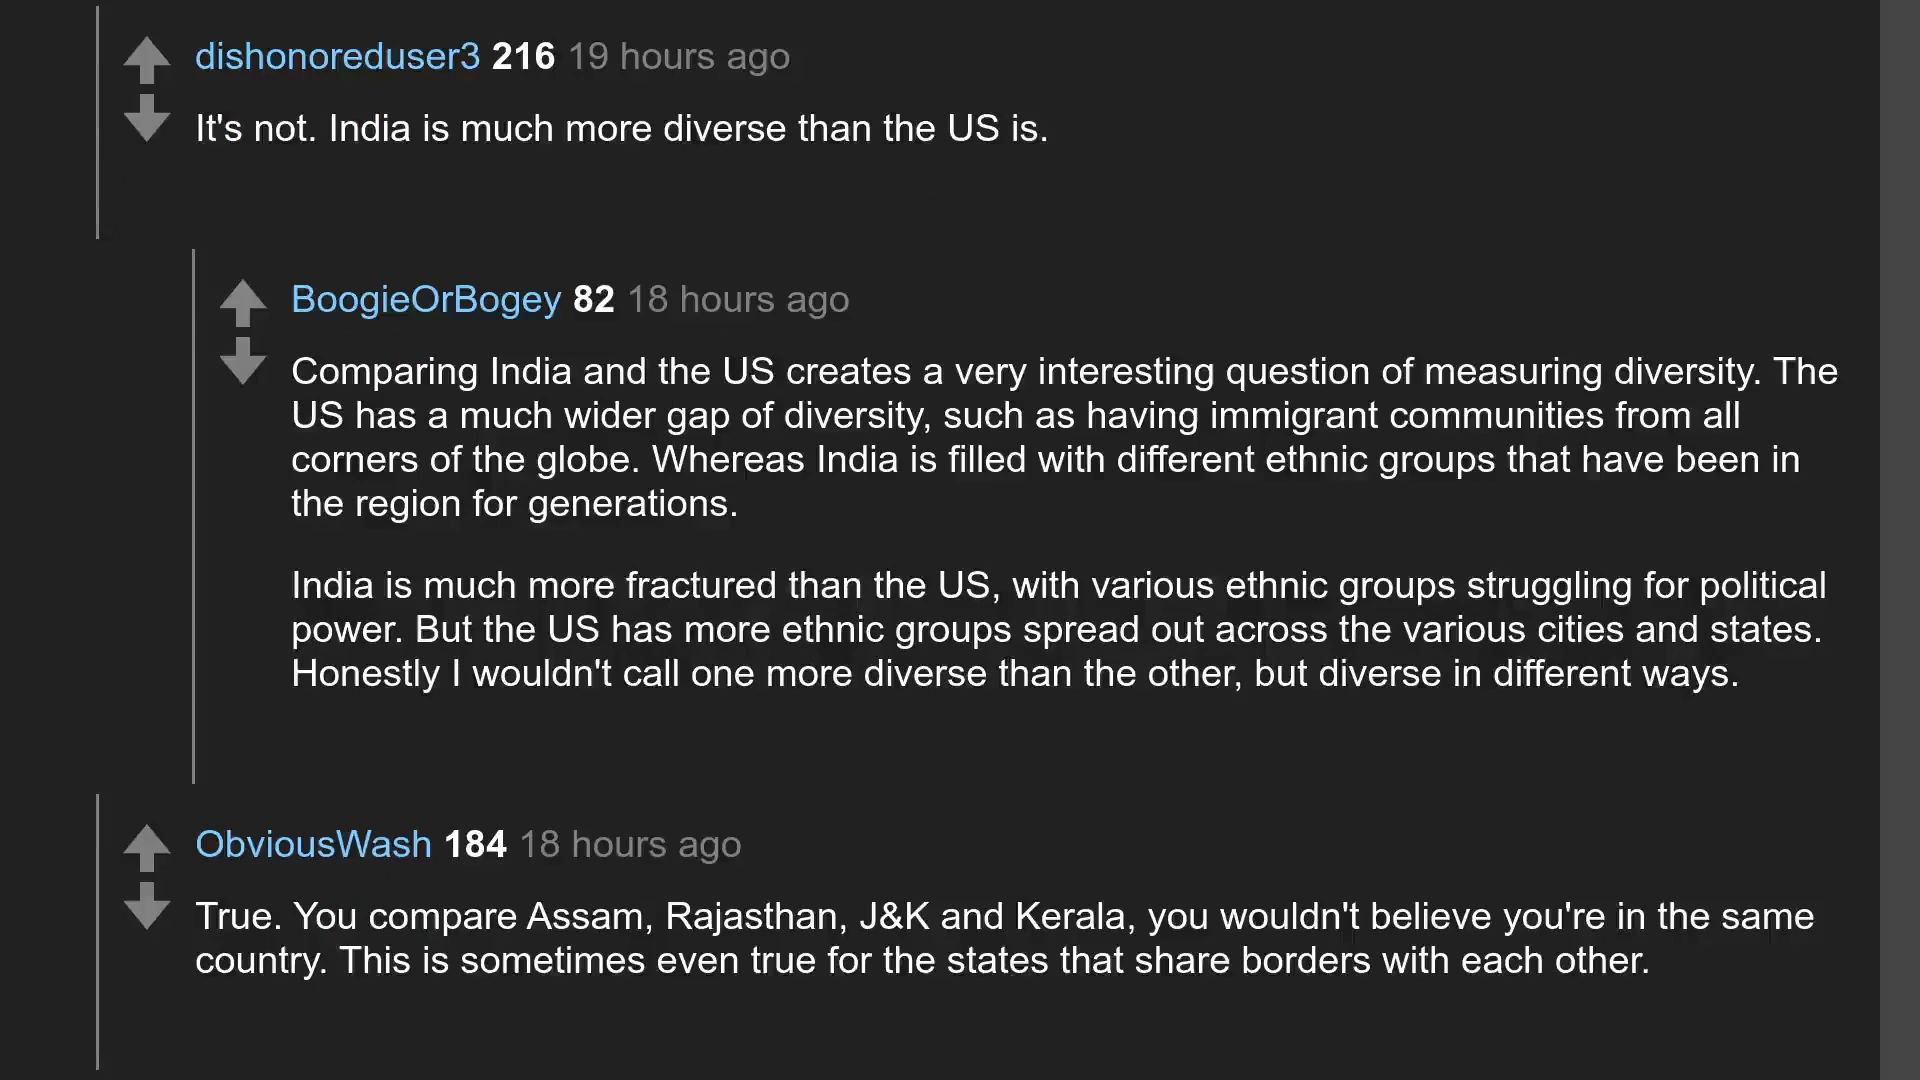 dishonoreduser3 216 19 hours ago
It's not. India is much more diverse than the US is.
BoogieOrBogey 82 18 hours ago
Comparing India and the US creates a very interesting question of measuring diversity. The
US has a much wider gap of diversity, such as having immigrant communities from all
corners of the globe. Whereas India is filled with different ethnic groups that have been in
the region for generations.
India is much more fractured than the US, with various ethnic groups struggling for political
power. But the US has more ethnic groups spread out across the various cities and states.
Honestly I wouldn't call one more diverse than the other, but diverse in different ways.
ObviousWash 184 18 hours ago
True. You compare Assam, Rajasthan, J&K and Kerala, you wouldn't believe you're in the same
country. This is sometimes even true for the states that share borders with each other.